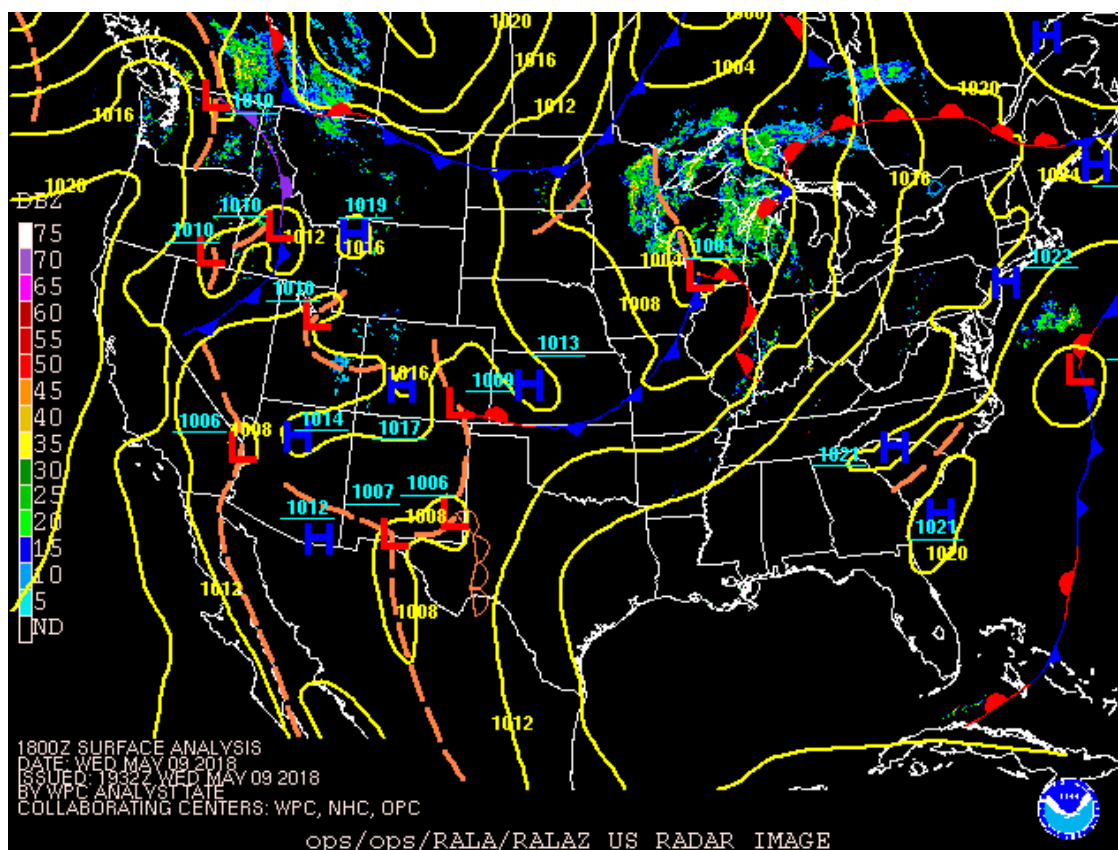 1020
1000
H
1016
1004
1012
L
1010
1016
1020
H
1020
1016
1024
H
DBZ
75
70
65
60
55
50
45
40
35
30
25
20
15
10
5
ND
1010
1019
1010
L
1012
H
1016
L
1001
1004
L
1022
H
1010
L
1008
1013
1016
H
1009
H
L
L
1006
1008
L
1014
H
1017
1021
H
1007
1006
1008
L
L
1012
H
H
1021
1020
1012
1008
1012
1800Z SURFACE ANALYSIS
DATE: WED MAY 09 2018
ISSUED: 1932Z WED MAY 09 2018
BY WPC ANALYST TATE
COLLABORATING CENTERS: WPC, NHC, OPC
ops/ops/RALA/RALAZ US RADAR IMAGE